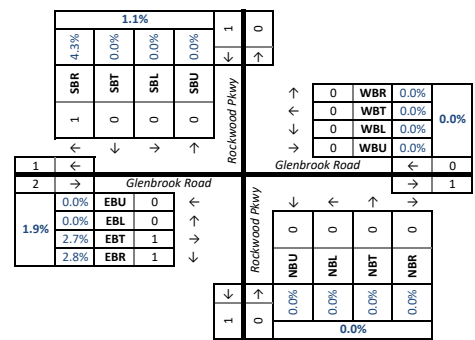 1.1%
4.3% 0.0% 0.0% 0.0%
SBR SBT SBL SBU
1 0 0 0
← ↓ → ↑
1 0
↓ ↑
Rockwood Pkwy
↑ 0 WBR 0.0%
← 0 WBT 0.0%
↓ 0 WBL 0.0%
→ 0 WBU 0.0%
0.0%
Glenbrook Road
← 0
→ 1
1 ←
2 →
Glenbrook Road
1.9%
0.0% EBU 0 ←
0.0% EBL 0 ↑
2.7% EBT 1 →
2.8% EBR 1 ↓
Rockwood Pkwy
↓ ← ↑ →
0 0 0 0
NBU NBL NBT NBR
0.0% 0.0% 0.0% 0.0%
0.0%
↓ ↑
1 0